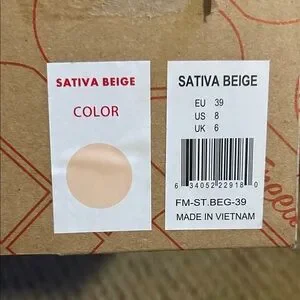 SATIVA BEIGE
COLOR
SATIVA BEIGE
EU 39
US 8
UK 6
6 34052 22918 0
FM-ST.BEG-39
MADE IN VIETNAM